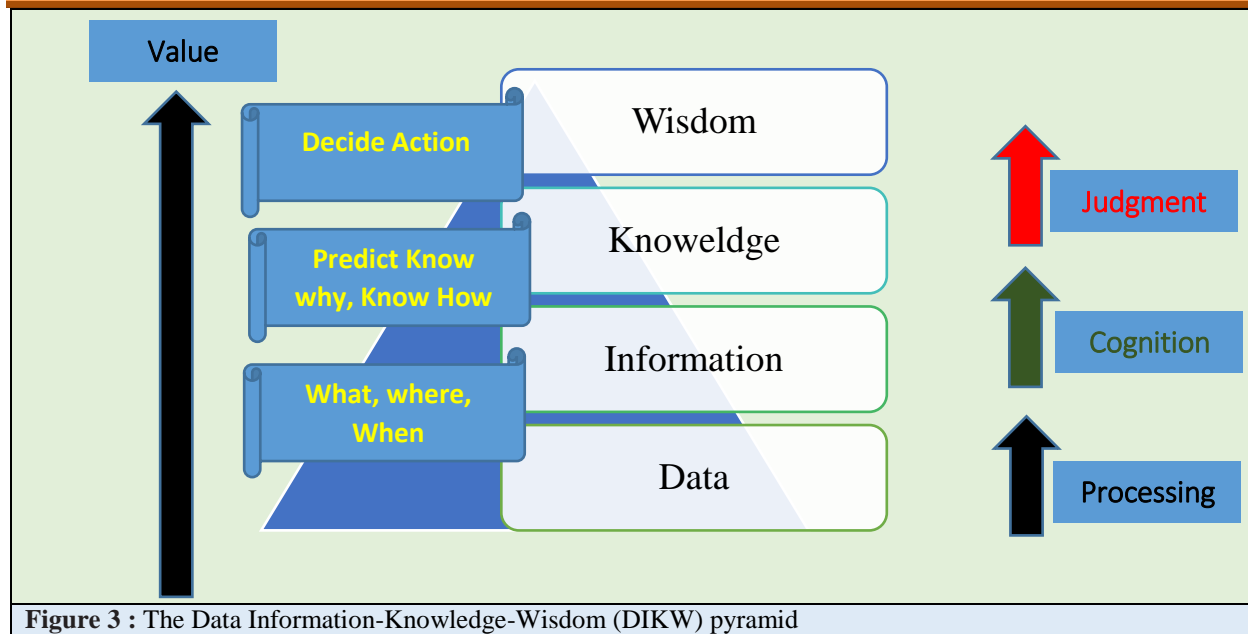 Value
Wisdom
Decide Action
Judgment
Knoweldge
Predict Know
why, Know How
Cognition
Information
What, where,
When
Data
Processing
Figure 3 : The Data Information-Knowledge-Wisdom (DIKW) pyramid